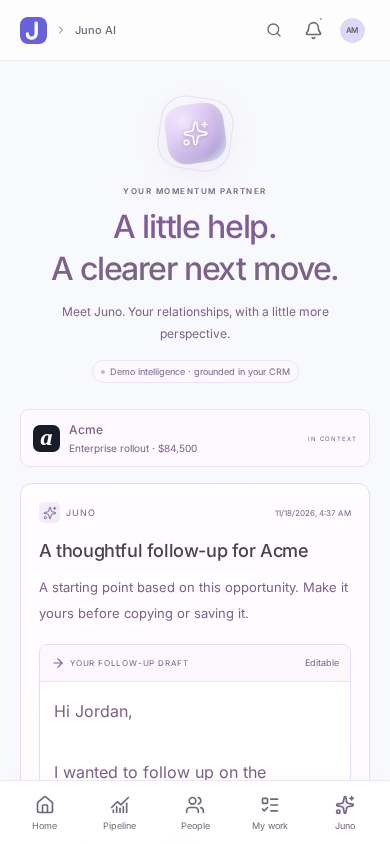 J
Juno AI
AM
YOUR MOMENTUM PARTNER
A little help.
A clearer next move.
Meet Juno. Your relationships, with a little more
perspective.
Demo intelligence · grounded in your CRM
a
Acme
Enterprise rollout · $84,500
IN CONTEXT
JUNO
11/18/2026, 4:37 AM
A thoughtful follow-up for Acme
A starting point based on this opportunity. Make it
yours before copying or saving it.
YOUR FOLLOW-UP DRAFT
Editable
Hi Jordan,
I wanted to follow up on the
Home
Pipeline
People
My work
Juno